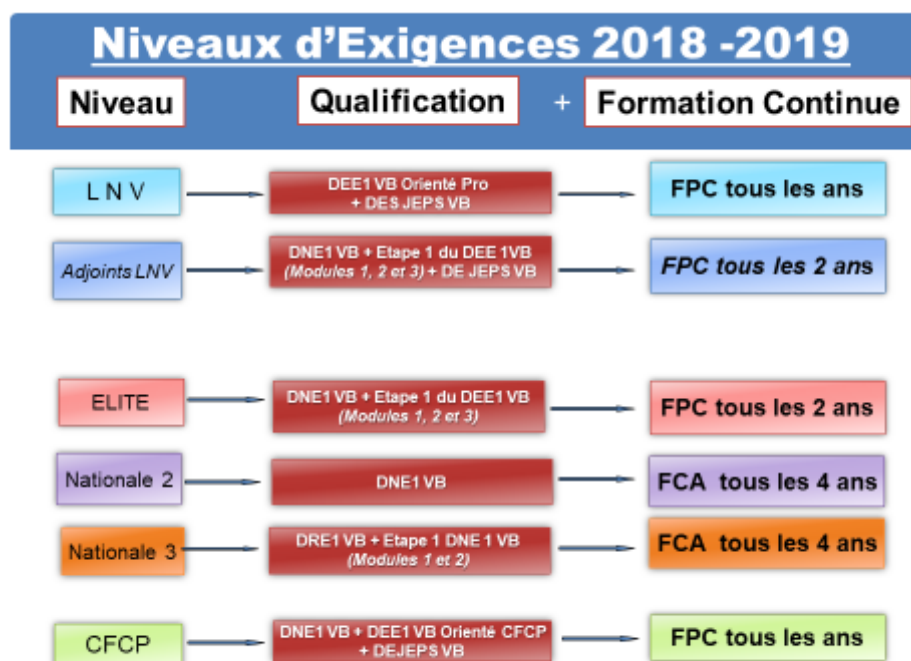 Niveaux d'Exigences 2018 -2019
Niveau Qualification + Formation Continue
L N V DEE1 VB Orienté Pro
+ DES JEPS VB FPC tous les ans
Adjoints LNV DNE1 VB + Etape 1 du DEE 1VB
(Modules 1, 2 et 3) + DE JEPS VB FPC tous les 2 ans
ELITE DNE1 VB + Etape 1 du DEE1 VB
(Modules 1, 2 et 3) FPC tous les 2 ans
Nationale 2 DNE1 VB FCA tous les 4 ans
Nationale 3 DRE1 VB + Etape 1 DNE 1 VB
(Modules 1 et 2) FCA tous les 4 ans
CFCP DNE1 VB + DEE1 VB Orienté CFCP
+ DEJEPS VB FPC tous les ans